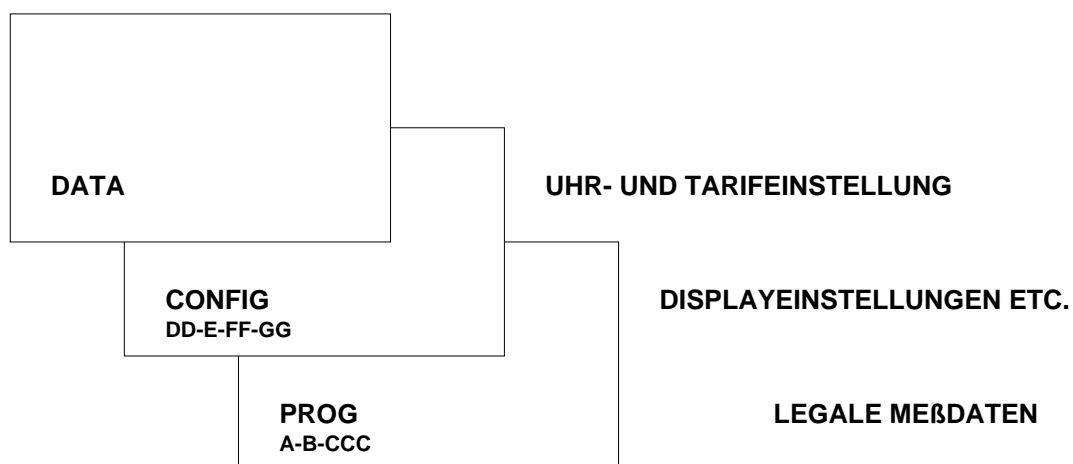 DATA
UHR- UND TARIFEINSTELLUNG
CONFIG
DD-E-FF-GG
DISPLAYEINSTELLUNGEN ETC.
PROG
A-B-CCC
LEGALE MEßDATEN